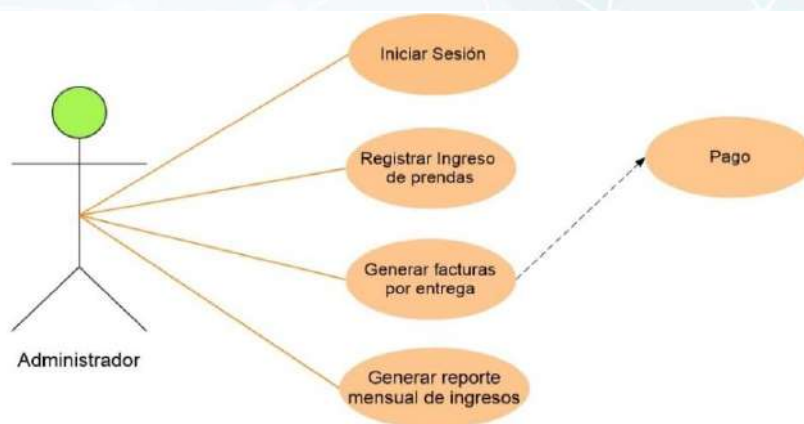 Iniciar Sesión
Registrar Ingreso
de prendas
Pago
Generar facturas
por entrega
Administrador
Generar reporte
mensual de ingresos